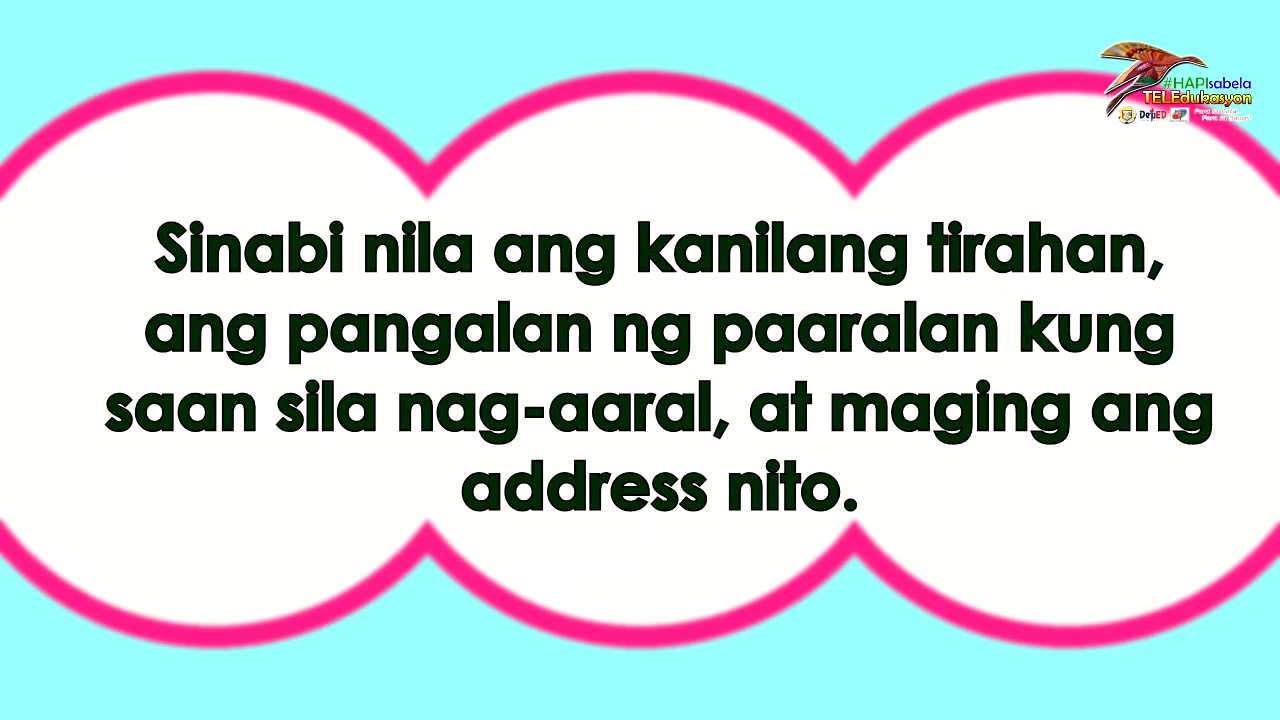 #HAPIsabela
TELEdukasyon
DepED
Sinabi nila ang kanilang tirahan,
ang pangalan ng paaralan kung
saan sila nag-aaral, at maging ang
address nito.